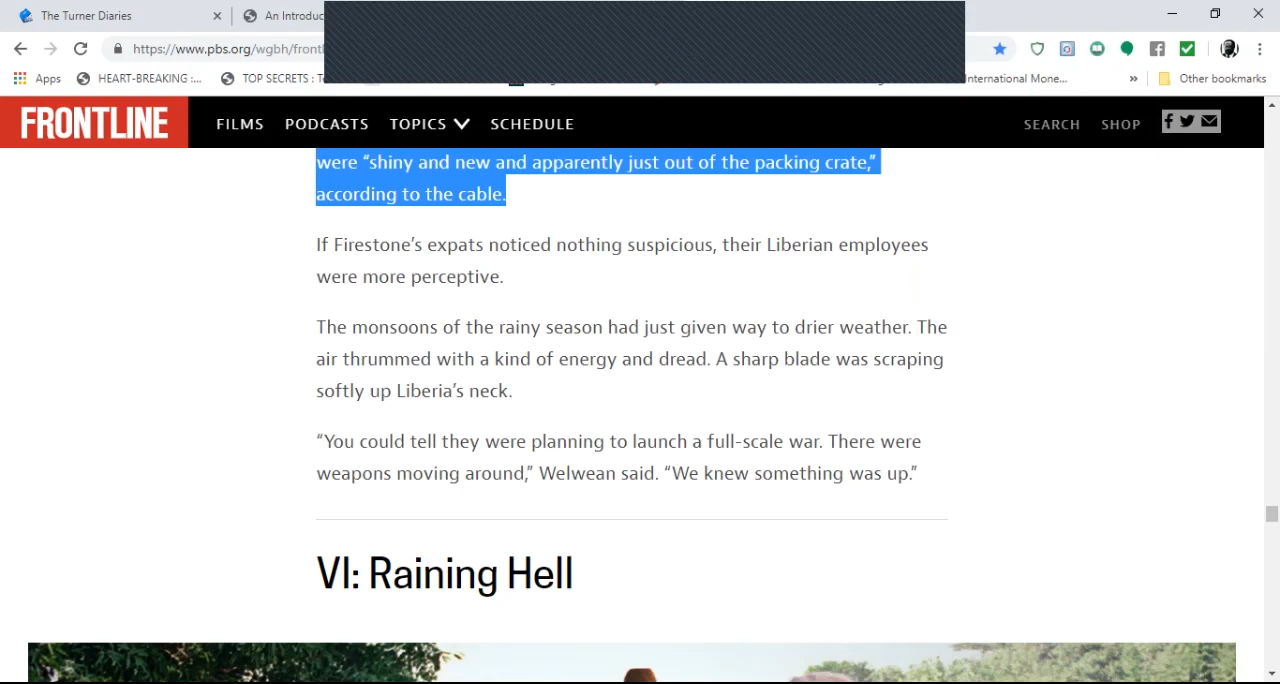 The Turner Diaries
An Introduc
https://www.pbs.org/wgbh/frontl
Apps
HEART-BREAKING :...
TOP SECRETS : T
International Mone...
Other bookmarks
FRONTLINE
FILMS
PODCASTS
TOPICS
SCHEDULE
SEARCH
SHOP
were “shiny and new and apparently just out of the packing crate,”
according to the cable.
If Firestone’s expats noticed nothing suspicious, their Liberian employees
were more perceptive.
The monsoons of the rainy season had just given way to drier weather. The
air thrummed with a kind of energy and dread. A sharp blade was scraping
softly up Liberia’s neck.
“You could tell they were planning to launch a full-scale war. There were
weapons moving around,” Welwean said. “We knew something was up.”
VI: Raining Hell